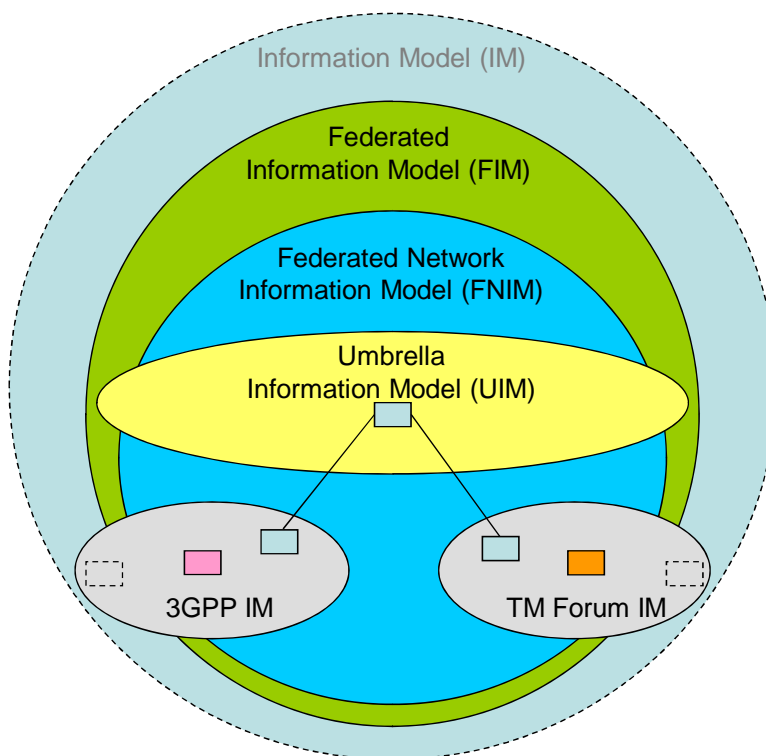 Information Model (IM)
Federated
Information Model (FIM)
Federated Network
Information Model (FNIM)
Umbrella
Information Model (UIM)
3GPP IM
TM Forum IM